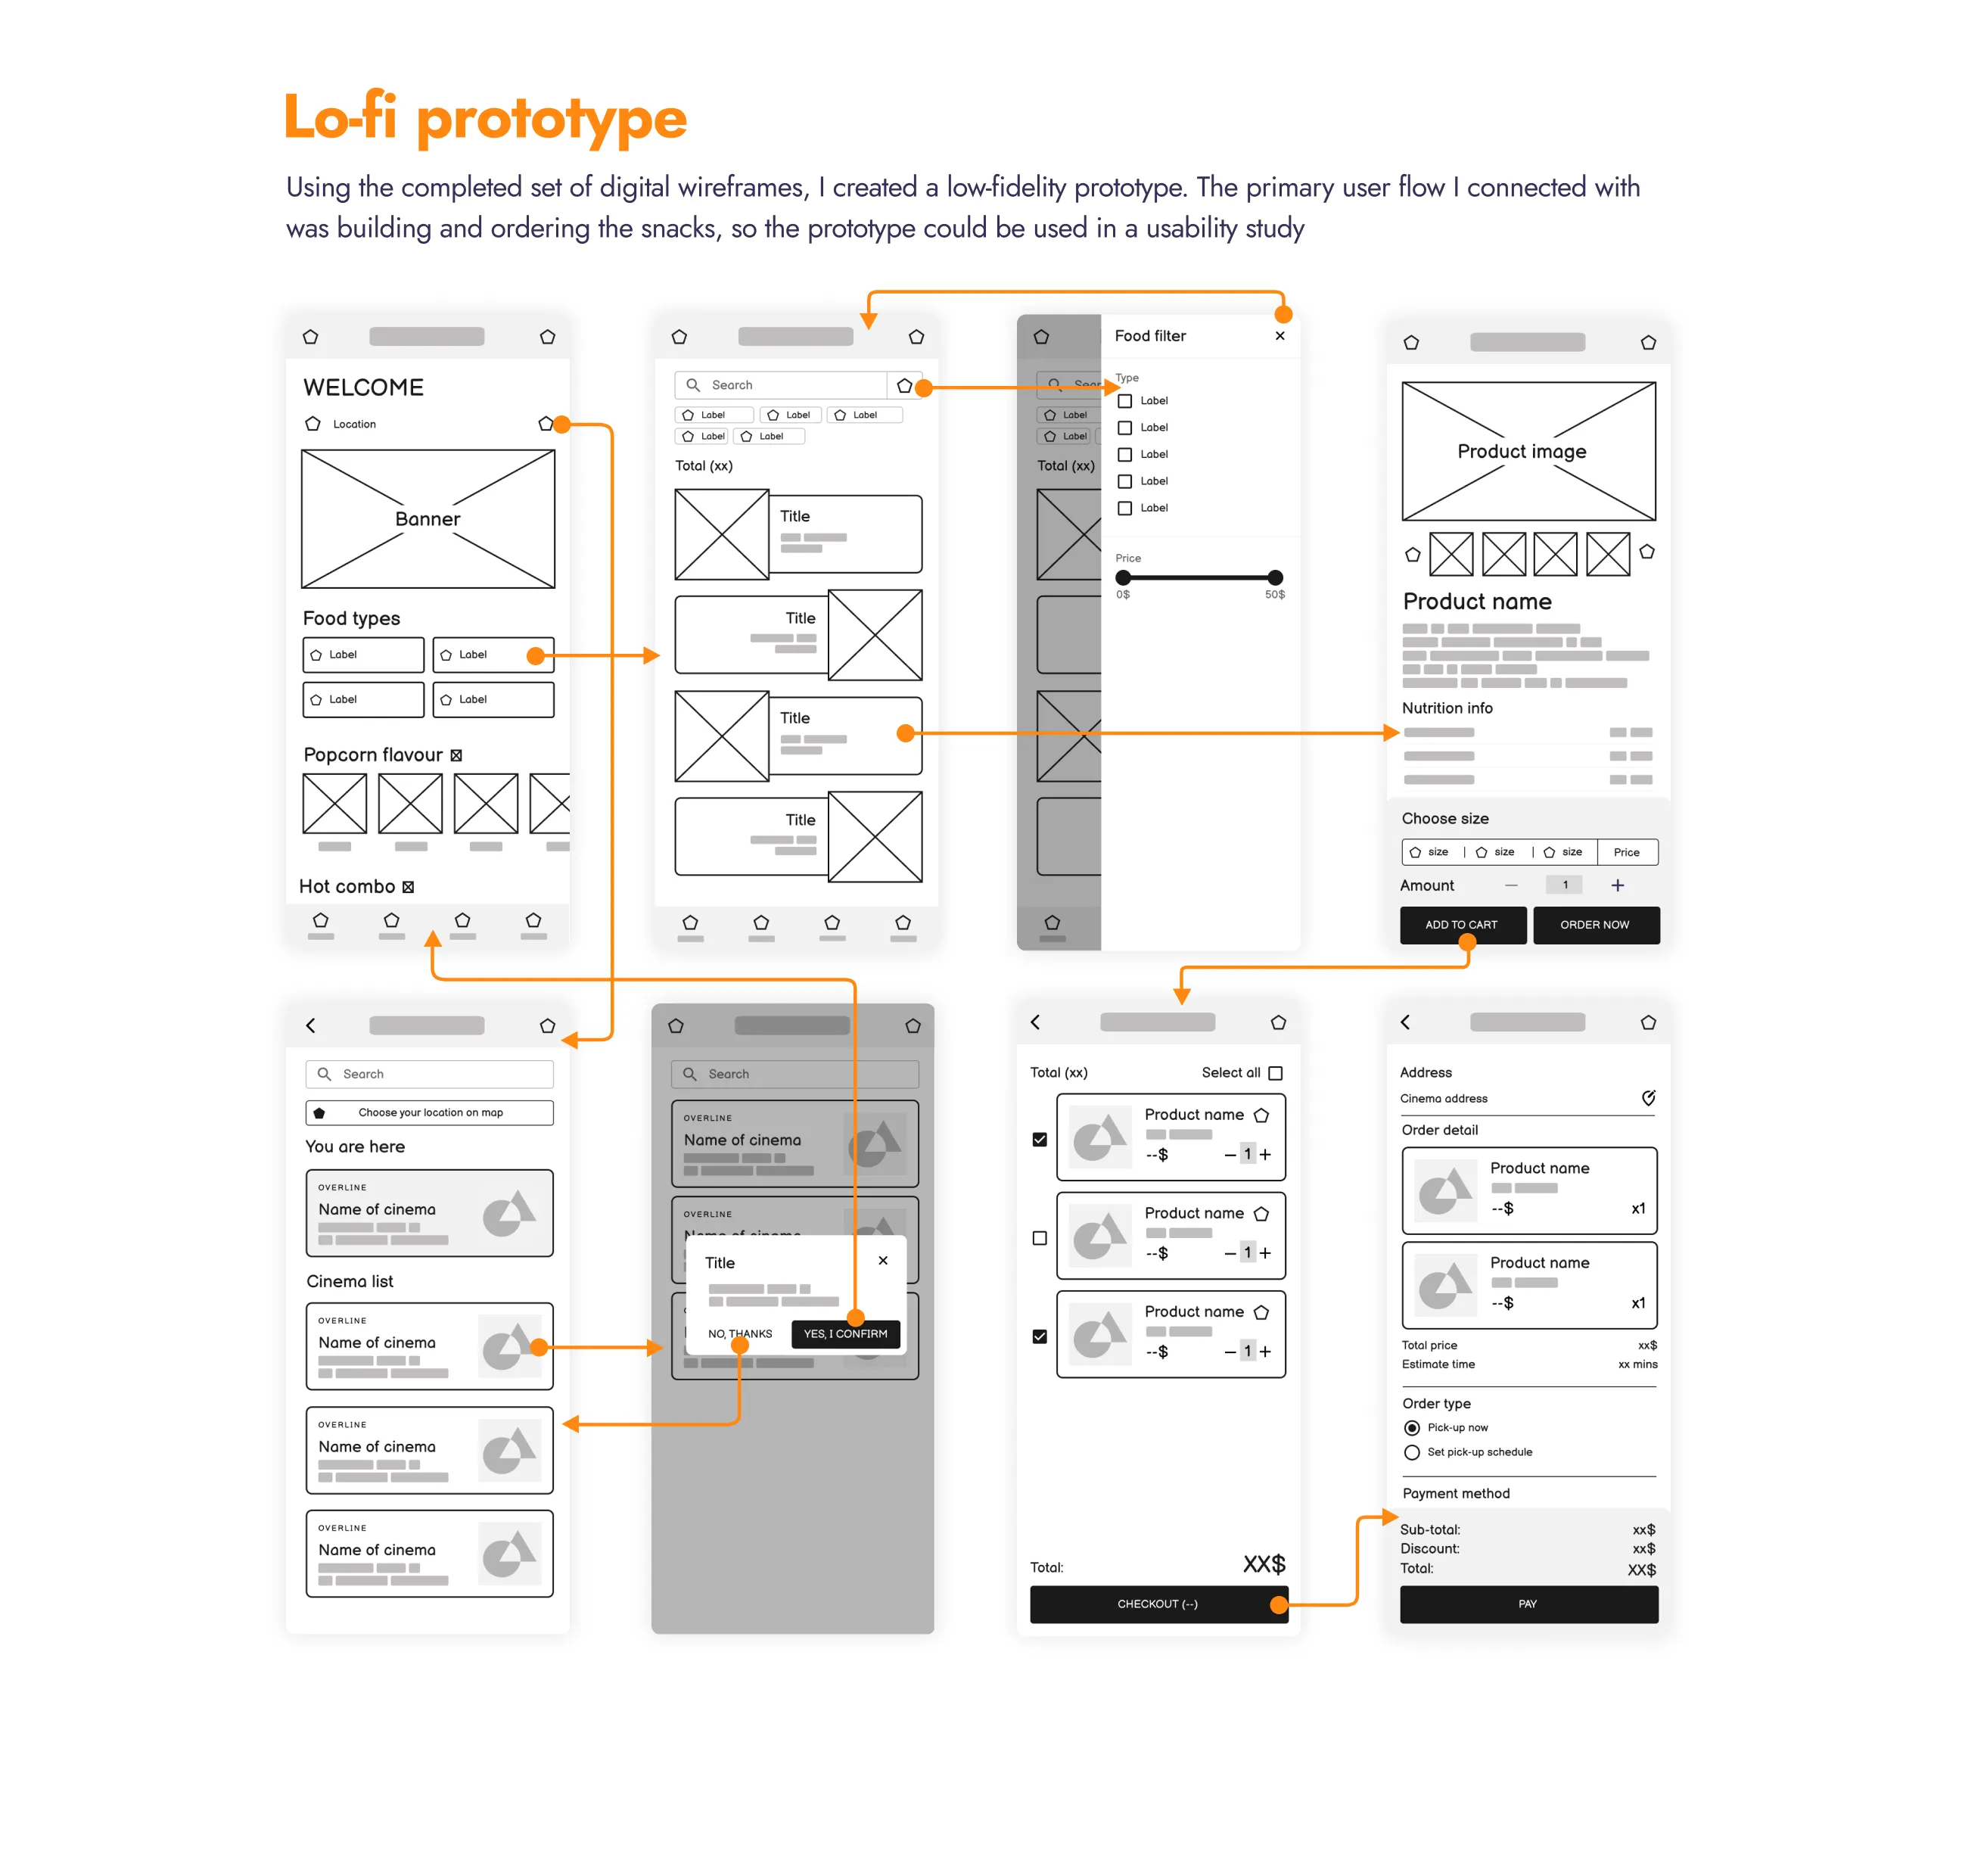 Lo-fi prototype
Using the completed set of digital wireframes, I created a low-fidelity prototype. The primary user flow I connected with
was building and ordering the snacks, so the prototype could be used in a usability study
WELCOME
Location
Banner
Food types
Label
Label
Label
Label
Popcorn flavour
Hot combo
Search
Label
Label
Label
Label
Label
Total (xx)
Title
Title
Title
Title
Sear
Label
Label
Total (xx)
Food filter
Type
Label
Label
Label
Label
Label
Price
0$
50$
Product image
Product name
Nutrition info
Choose size
size
size
size
Price
Amount
1
ADD TO CART
ORDER NOW
Search
Choose your location on map
You are here
OVERLINE
Name of cinema
Cinema list
OVERLINE
Name of cinema
OVERLINE
Name of cinema
OVERLINE
Name of cinema
Search
OVERLINE
Name of cinema
OVERLINE
Name of cinema
Title
NO, THANKS
YES, I CONFIRM
Total (xx)
Select all
Product name
--$
1
Product name
--$
1
Product name
--$
1
Total:
XX$
CHECKOUT (--)
Address
Cinema address
Order detail
Product name
--$
x1
Product name
--$
x1
Total price
xx$
Estimate time
xx mins
Order type
Pick-up now
Set pick-up schedule
Payment method
Sub-total:
xx$
Discount:
xx$
Total:
XX$
PAY